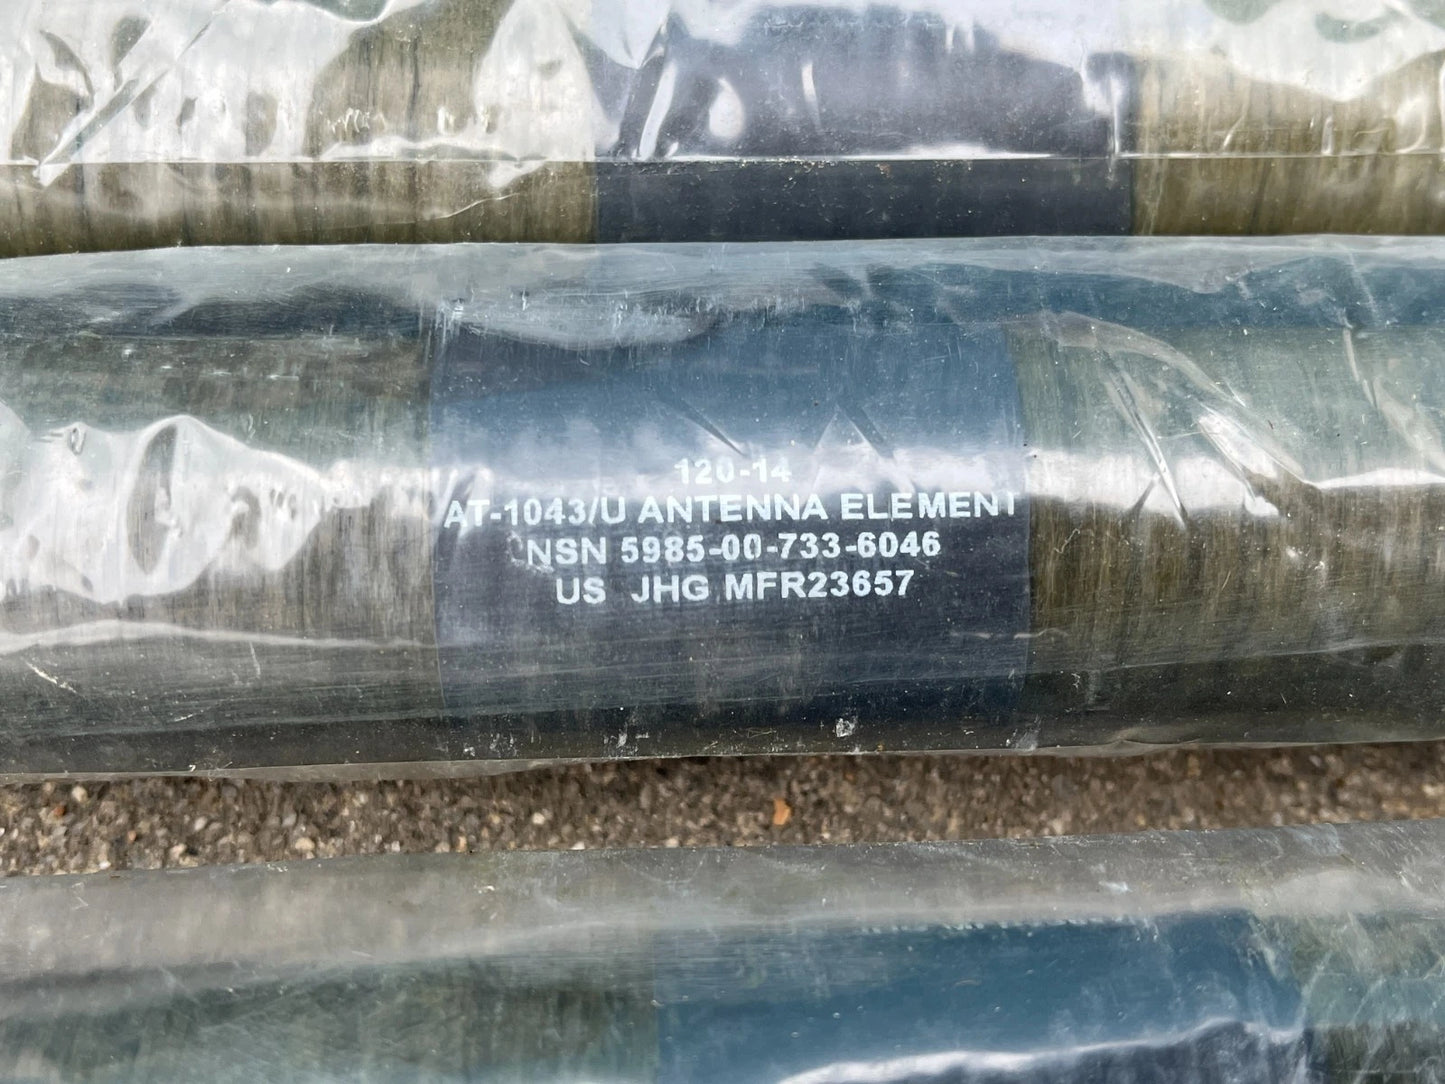 120-14
AT-1043/U ANTENNA ELEMENT
NSN 5985-00-733-6046
US JHG MFR23657